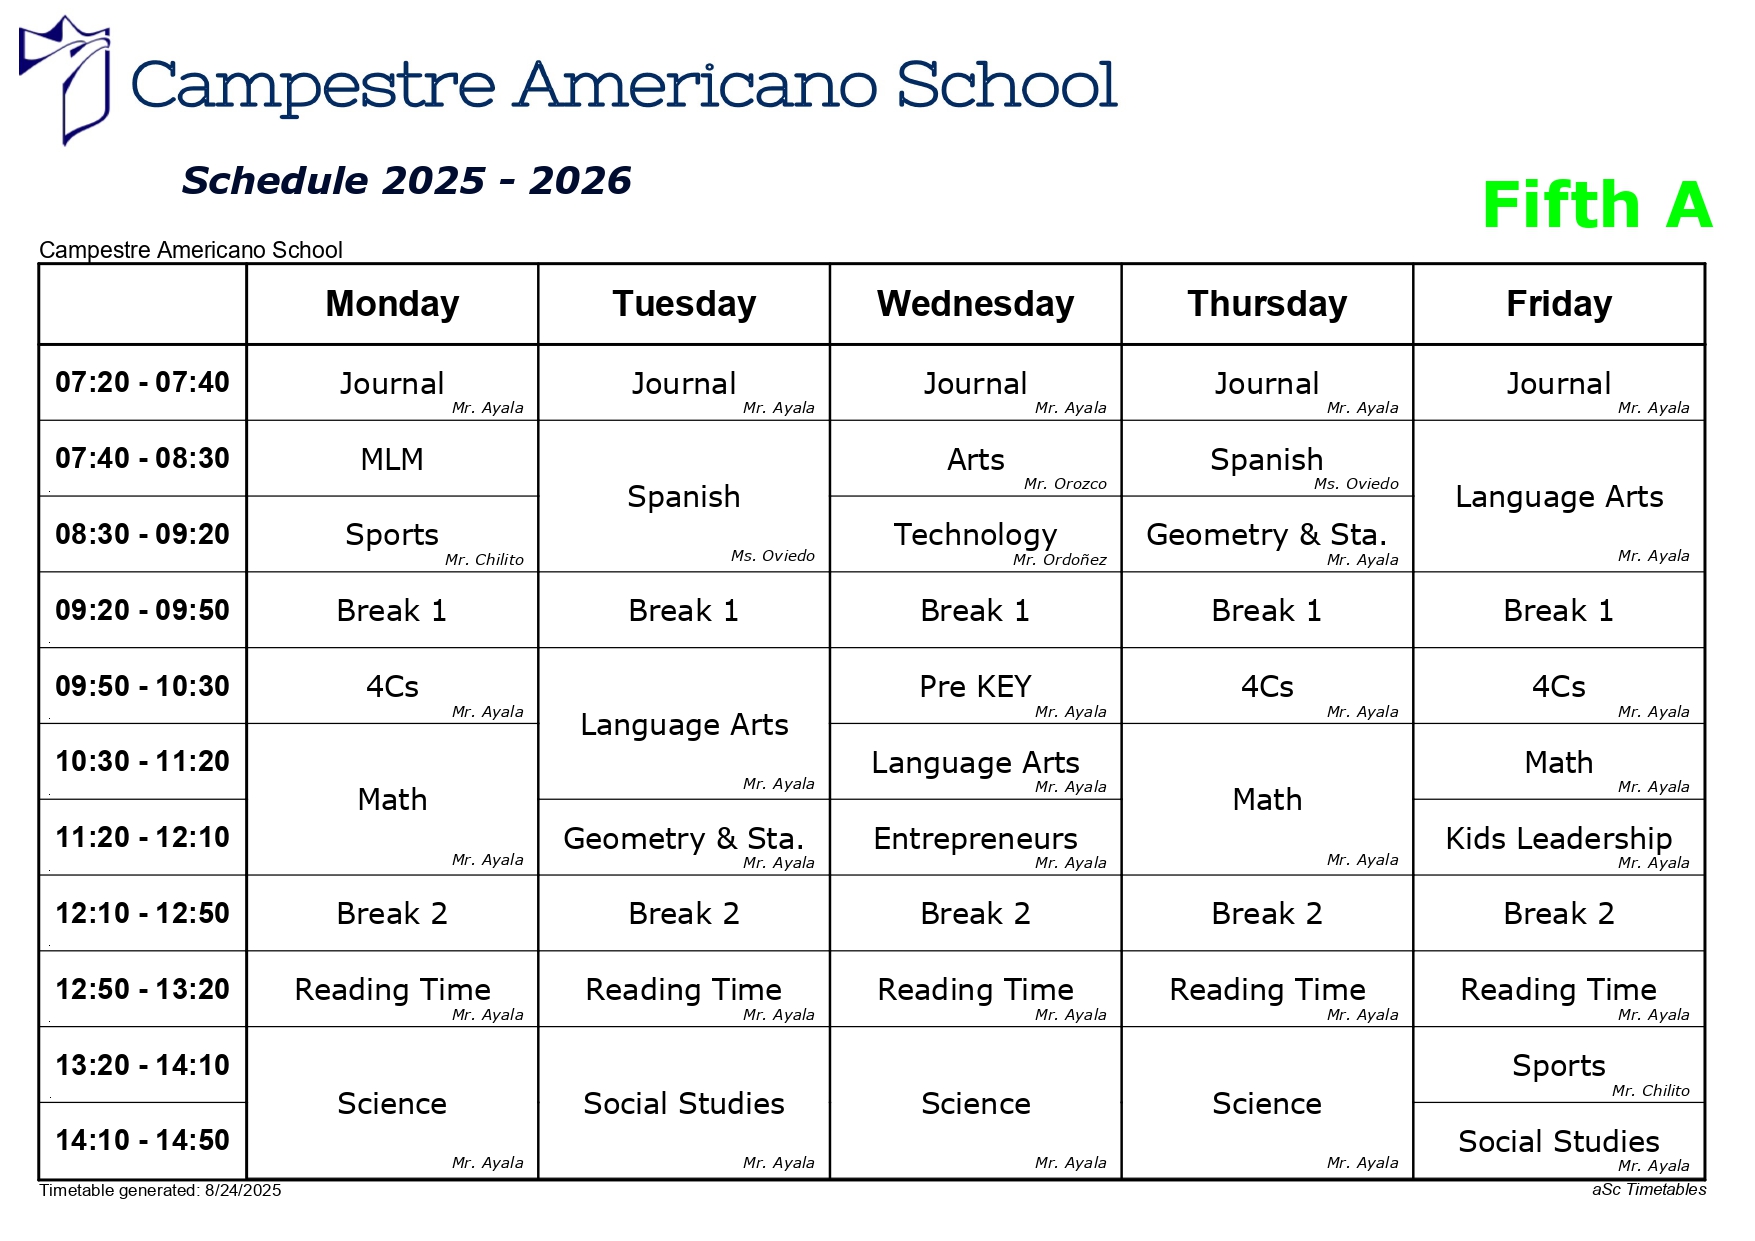 Campestre Americano School
Schedule 2025 - 2026
Fifth A
Campestre Americano School
Monday Tuesday Wednesday Thursday Friday
07:20 - 07:40 Journal Journal Journal Journal Journal
Mr. Ayala Mr. Ayala Mr. Ayala Mr. Ayala Mr. Ayala
07:40 - 08:30 MLM Arts Spanish
Mr. Orozco Ms. Oviedo
Spanish Language Arts
08:30 - 09:20 Sports Technology Geometry & Sta.
Mr. Chilito Ms. Oviedo Mr. Ordoñez Mr. Ayala Mr. Ayala
09:20 - 09:50 Break 1 Break 1 Break 1 Break 1 Break 1
09:50 - 10:30 4Cs Pre KEY 4Cs 4Cs
Mr. Ayala Mr. Ayala Mr. Ayala Mr. Ayala
Language Arts
10:30 - 11:20 Language Arts Math
Mr. Ayala Mr. Ayala Mr. Ayala
Math Math
11:20 - 12:10 Geometry & Sta. Entrepreneurs Kids Leadership
Mr. Ayala Mr. Ayala Mr. Ayala Mr. Ayala Mr. Ayala
12:10 - 12:50 Break 2 Break 2 Break 2 Break 2 Break 2
12:50 - 13:20 Reading Time Reading Time Reading Time Reading Time Reading Time
Mr. Ayala Mr. Ayala Mr. Ayala Mr. Ayala Mr. Ayala
13:20 - 14:10 Sports
Mr. Chilito
Science Social Studies Science Science
14:10 - 14:50 Social Studies
Mr. Ayala Mr. Ayala Mr. Ayala Mr. Ayala Mr. Ayala
Timetable generated: 8/24/2025 aSc Timetables